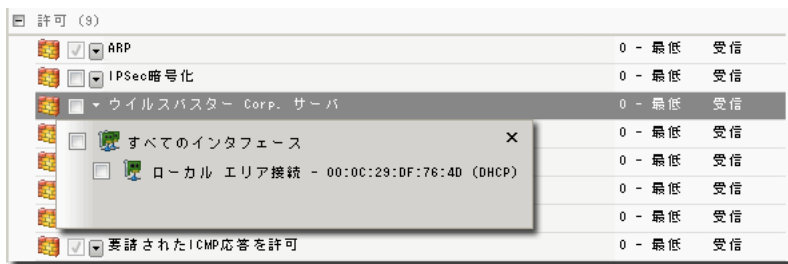 許可 (9)
ARP 0 - 最低 受信
IPSec暗号化 0 - 最低 受信
ウイルスバスター Corp. サーバ 0 - 最低 受信
すべてのインタフェース × 0 - 最低 受信
ローカル エリア接続 - 00:0C:29:DF:76:4D (DHCP) 0 - 最低 受信
0 - 最低 受信
0 - 最低 受信
要請されたICMP応答を許可 0 - 最低 受信